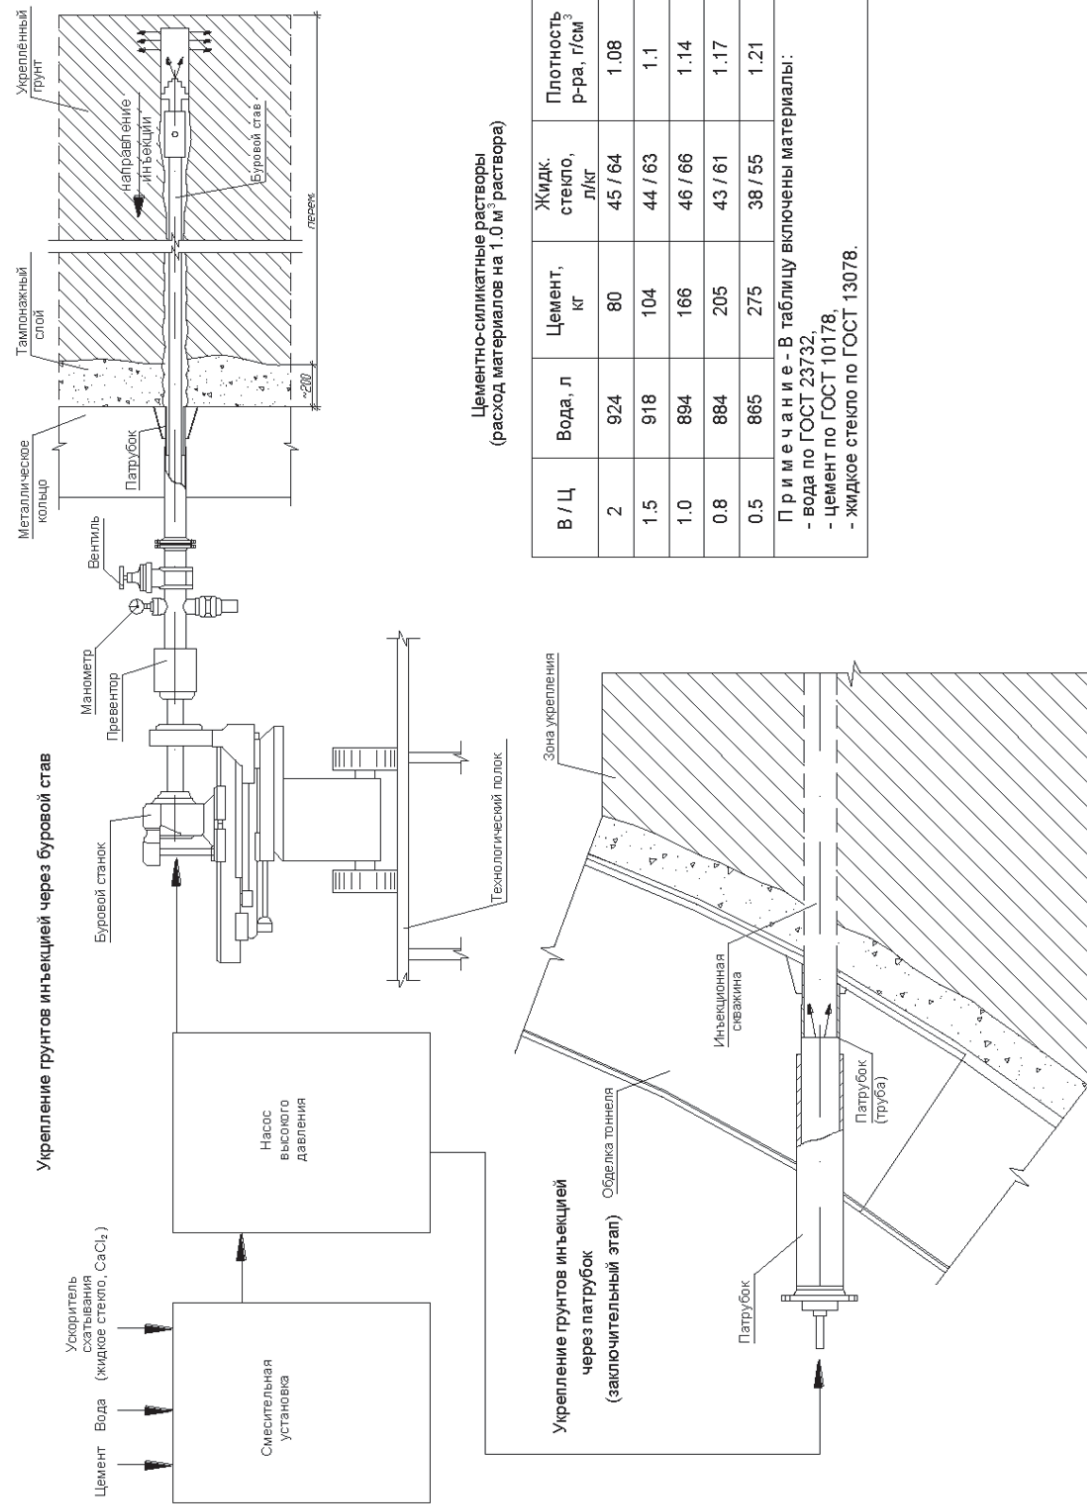 Укрепление грунтов инъекцией через буровой став
Цемент
Вода
Ускоритель
схатывания
(жидкое стекло, CaCl₂)
Смесительная
установка
Насос
высокого
давления
Буровой станок
Технологический полок
Превентор
Манометр
Вентиль
Металлическое
кольцо
Патрубок
Тампонажный
слой
Укреплённый
грунт
направление
инъекции
Буровой став
~200
перем.
Укрепление грунтов инъекцией
через патрубок
(заключительный этап)
Обделка тоннеля
Патрубок
Патрубок
(труба)
Инъекционная
скважина
Зона укрепления
Цементно-силикатные растворы
(расход материалов на 1.0 м³ раствора)
В / Ц Вода, л Цемент, кг Жидк. стекло, л/кг Плотность р-ра, г/см³
2 924 80 45 / 64 1.08
1.5 918 104 44 / 63 1.1
1.0 894 166 46 / 66 1.14
0.8 884 205 43 / 61 1.17
0.5 865 275 38 / 55 1.21
П р и м е ч а н и е - В таблицу включены материалы:
- вода по ГОСТ 23732,
- цемент по ГОСТ 10178,
- жидкое стекло по ГОСТ 13078.